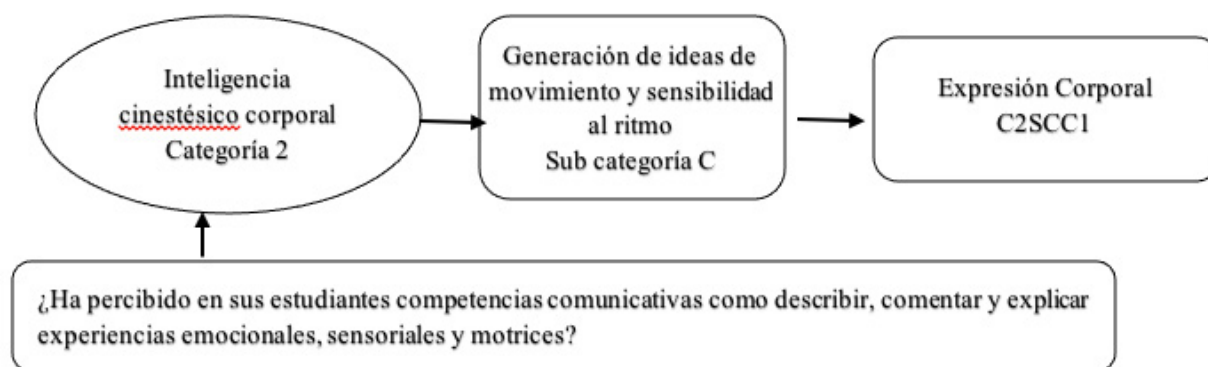 Inteligencia
cinestésico corporal
Categoría 2
Generación de ideas de
movimiento y sensibilidad
al ritmo
Sub categoría C
Expresión Corporal
C2SCC1
¿Ha percibido en sus estudiantes competencias comunicativas como describir, comentar y explicar
experiencias emocionales, sensoriales y motrices?